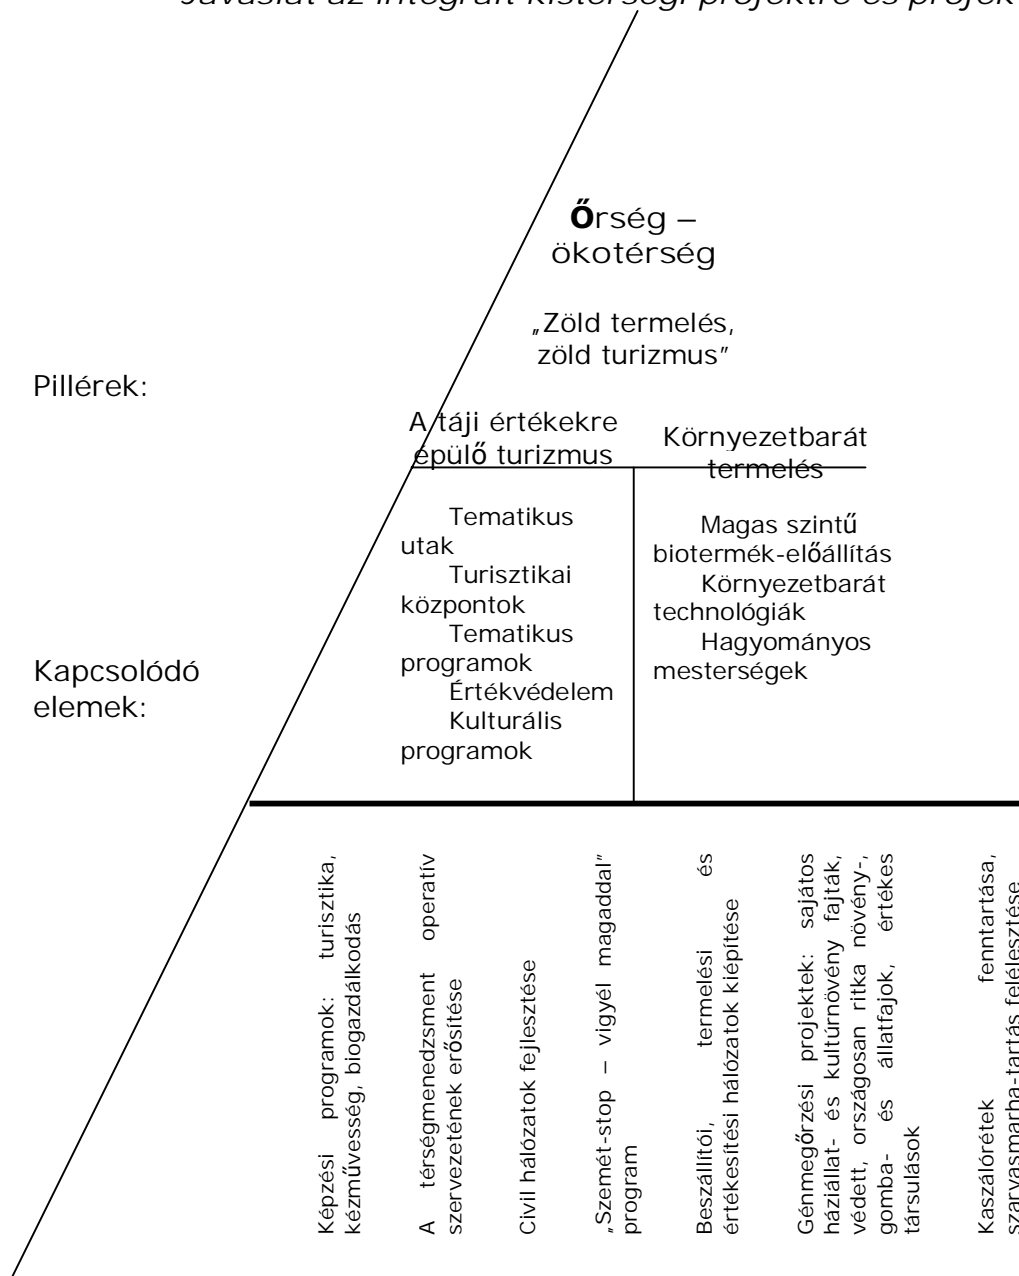 Javaslat az integrált kistérségi projektre és projek
Őrség –
ökotérség
„Zöld termelés,
zöld turizmus”
Pillérek:
A táji értékekre
épülő turizmus
Környezetbarát
termelés
Tematikus
utak
Turisztikai
központok
Tematikus
programok
Értékvédelem
Kulturális
programok
Magas szintű
biotermék-előállítás
Környezetbarát
technológiák
Hagyományos
mesterségek
Kapcsolódó
elemek:
Képzési programok: turisztika,
kézművesség, biogazdálkodás
A térségmenedzsment operatív
szervezetének erősítése
Civil hálózatok fejlesztése
„Szemét-stop – vigyél magaddal”
program
Beszállítói, termelési és
értékesítési hálózatok kiépítése
Génmegőrzési projektek: sajátos
háziállat- és kultúrnövény fajták,
védett, országosan ritka növény-,
gomba- és állatfajok, értékes
társulások
Kaszálórétek fenntartása,
szarvasmarha-tartás felélesztése